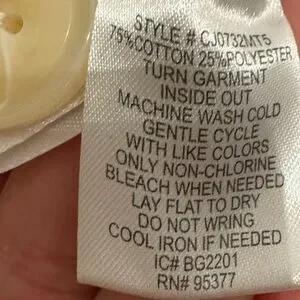 STYLE # CJ0732MT5
75%COTTON 25%POLYESTER
TURN GARMENT
INSIDE OUT
MACHINE WASH COLD
GENTLE CYCLE
WITH LIKE COLORS
ONLY NON-CHLORINE
BLEACH WHEN NEEDED
LAY FLAT TO DRY
DO NOT WRING
COOL IRON IF NEEDED
IC# BG2201
RN# 95377